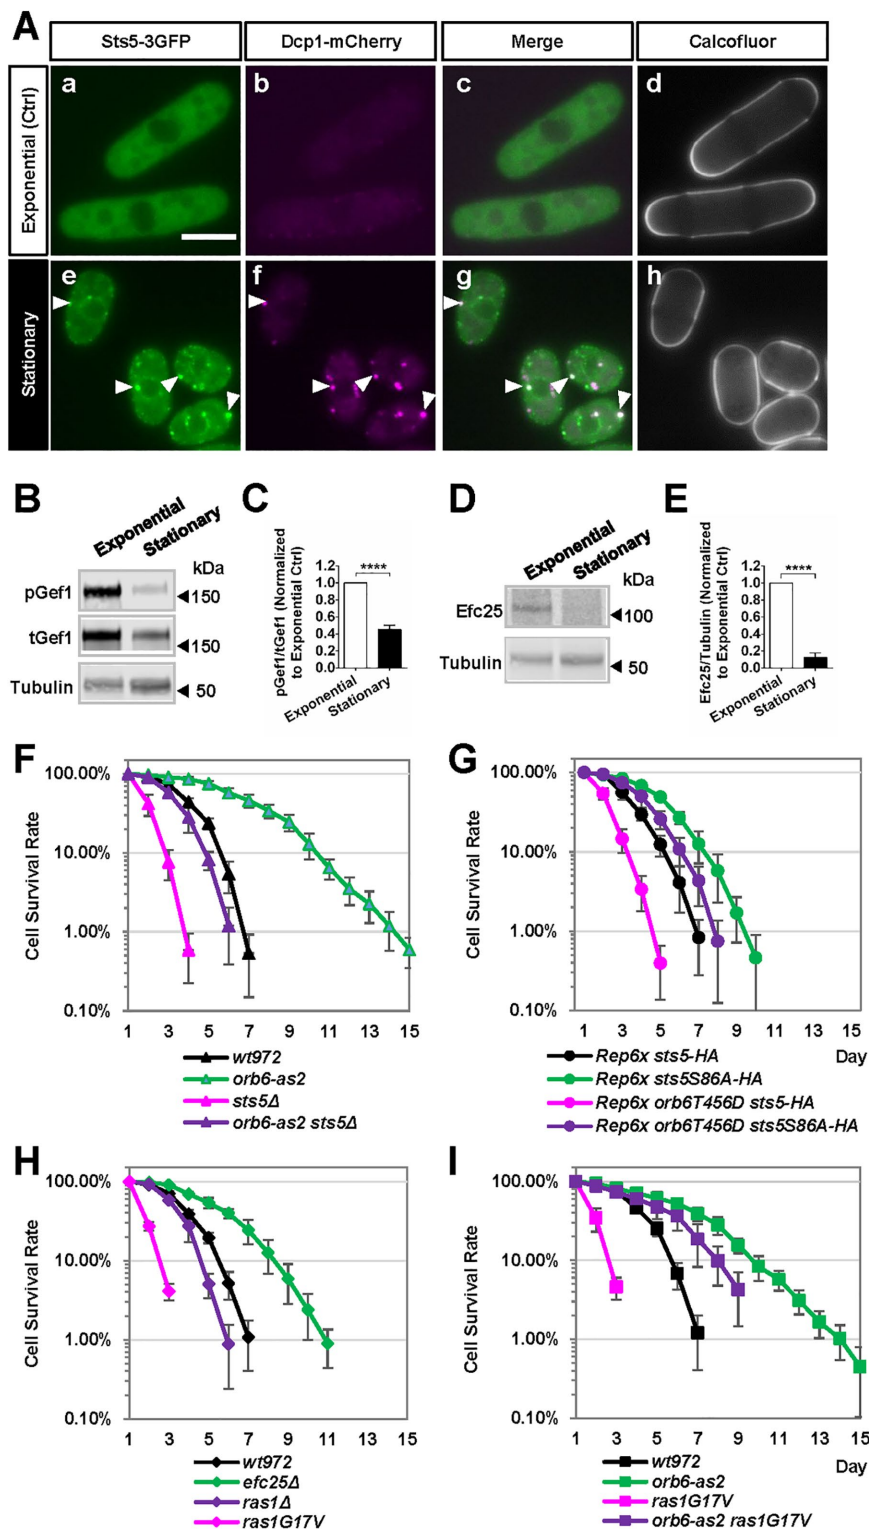 A
Sts5-3GFP
Dcp1-mCherry
Merge
Calcofluor
Exponential (Ctrl)
a
b
c
d
Stationary
e
f
g
h
B
Exponential
Stationary
kDa
pGef1
150
tGef1
150
Tubulin
50
C
pGef1/tGef1 (Normalized
to Exponential Ctrl)
1.2
1.0
0.8
0.6
0.4
0.2
0.0
****
Exponential
Stationary
D
Exponential
Stationary
kDa
Efc25
100
Tubulin
50
E
Efc25/Tubulin (Normalized
to Exponential Ctrl)
1.2
1.0
0.8
0.6
0.4
0.2
0.0
****
Exponential
Stationary
F
Cell Survival Rate
100.00%
10.00%
1.00%
0.10%
1 3 5 7 9 11 13 15
wt972
orb6-as2
sts5Δ
orb6-as2 sts5Δ
G
Cell Survival Rate
100.00%
10.00%
1.00%
0.10%
1 3 5 7 9 11 13 15
Day
Rep6x sts5-HA
Rep6x sts5S86A-HA
Rep6x orb6T456D sts5-HA
Rep6x orb6T456D sts5S86A-HA
H
Cell Survival Rate
100.00%
10.00%
1.00%
0.10%
1 3 5 7 9 11 13 15
wt972
efc25Δ
ras1Δ
ras1G17V
I
Cell Survival Rate
100.00%
10.00%
1.00%
0.10%
1 3 5 7 9 11 13 15
Day
wt972
orb6-as2
ras1G17V
orb6-as2 ras1G17V